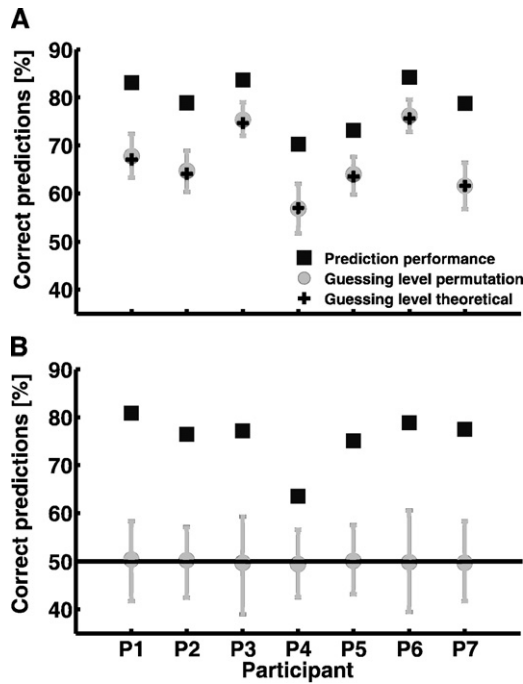 A
Correct predictions [%]
90
80
70
60
50
40
Prediction performance
Guessing level permutation
Guessing level theoretical
B
Correct predictions [%]
90
80
70
60
50
40
P1 P2 P3 P4 P5 P6 P7
Participant